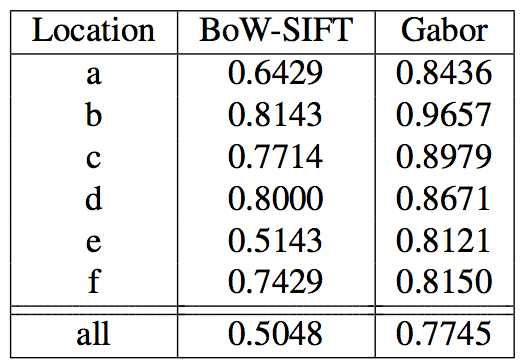 Location BoW-SIFT Gabor
a 0.6429 0.8436
b 0.8143 0.9657
c 0.7714 0.8979
d 0.8000 0.8671
e 0.5143 0.8121
f 0.7429 0.8150
all 0.5048 0.7745